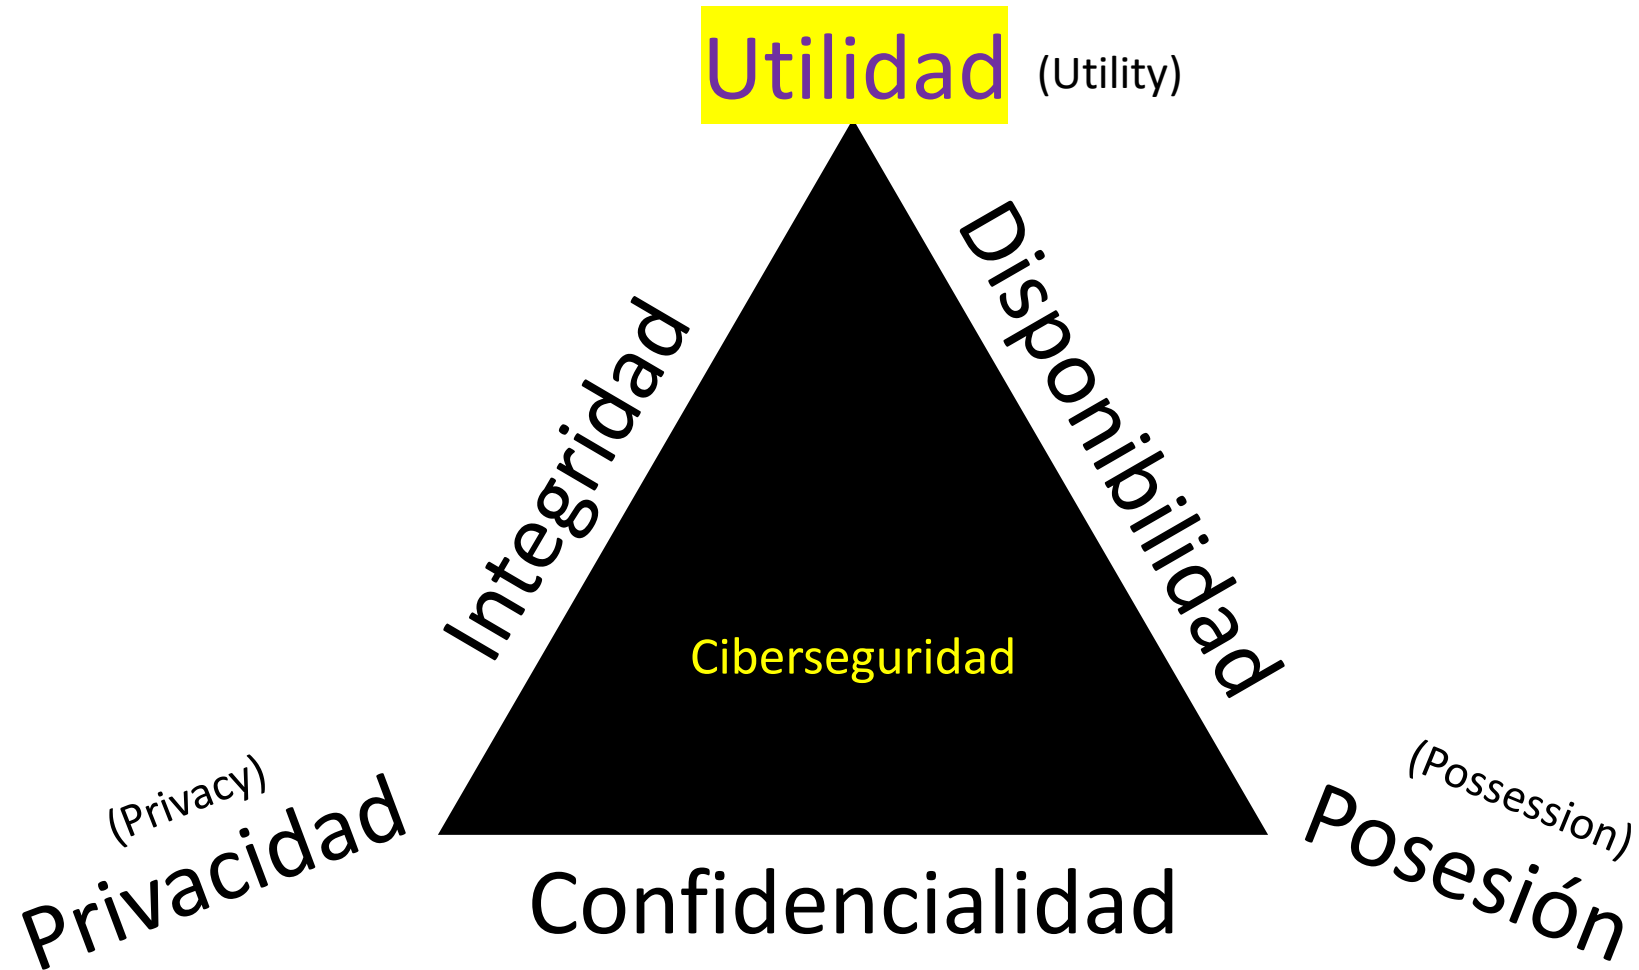 Utilidad (Utility)
Integridad
Disponibilidad
Ciberseguridad
(Privacy)
Privacidad
(Possession)
Posesión
Confidencialidad